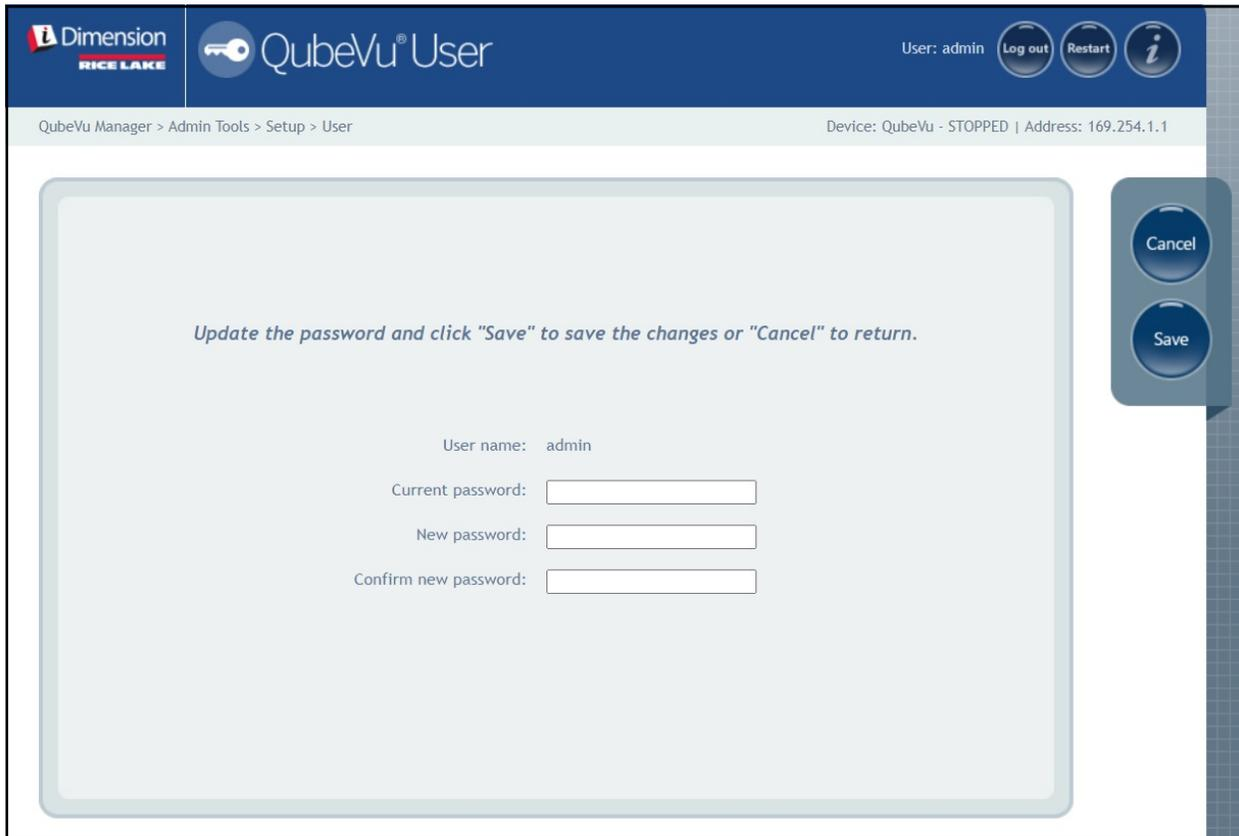 i Dimension
RICE LAKE
QubeVu® User
User: admin
Log out
Restart
i
QubeVu Manager > Admin Tools > Setup > User
Device: QubeVu - STOPPED | Address: 169.254.1.1
Cancel
Save
Update the password and click "Save" to save the changes or "Cancel" to return.
User name: admin
Current password:
New password:
Confirm new password: